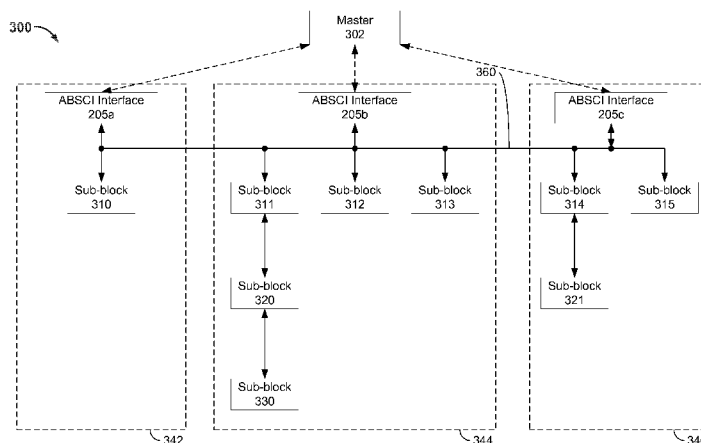 300
Master
302
360
ABSCI Interface
205a
ABSCI Interface
205b
ABSCI Interface
205c
Sub-block
310
Sub-block
311
Sub-block
312
Sub-block
313
Sub-block
314
Sub-block
315
Sub-block
320
Sub-block
321
Sub-block
330
342
344